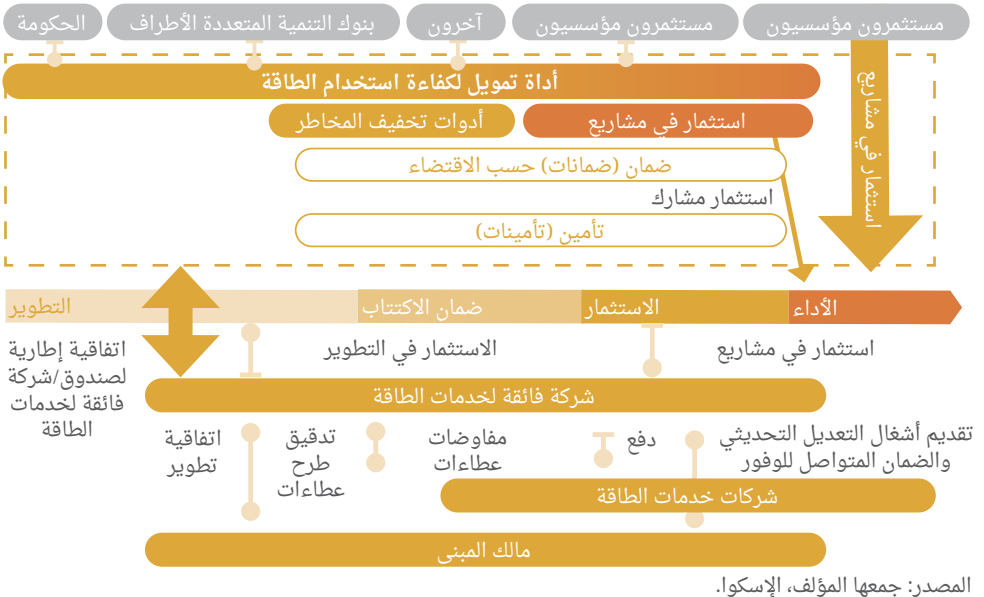 مستثمرون مؤسسيون
مستثمرون مؤسسيون
آخرون
بنوك التنمية المتعددة الأطراف
الحكومة
أداة تمويل لكفاءة استخدام الطاقة
استثمار في مشاريع
أدوات تخفيف المخاطر
ضمان (ضمانات) حسب الاقتضاء
استثمار مشارك
تأمين (تأمينات)
استثمار في مشاريع
الأداء
الاستثمار
ضمان الاكتتاب
التطوير
استثمار في مشاريع
الاستثمار في التطوير
اتفاقية إطارية
لصندوق/شركة
فائقة لخدمات
الطاقة
شركة فائقة لخدمات الطاقة
تقديم أشغال التعديل التحديثي
والضمان المتواصل للوفور
دفع
مفاوضات
عطاءات
تدقيق
طرح
عطاءات
اتفاقية
تطوير
شركات خدمات الطاقة
مالك المبنى
المصدر: جمعها المؤلف، الإسكوا.